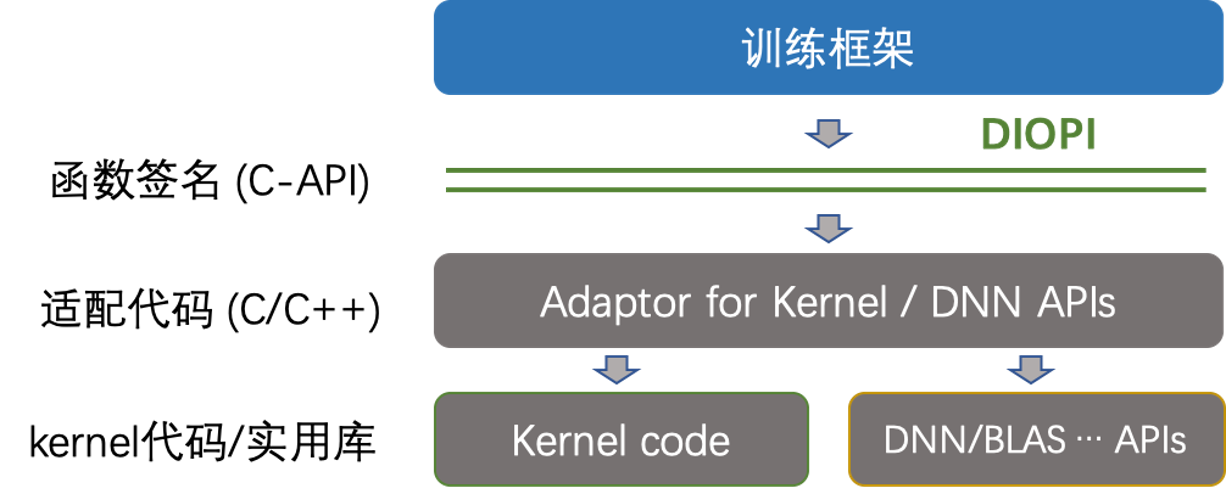 训练框架
DIOPI
函数签名 (C-API)
适配代码 (C/C++)
Adaptor for Kernel / DNN APIs
kernel代码/实用库
Kernel code
DNN/BLAS ··· APIs